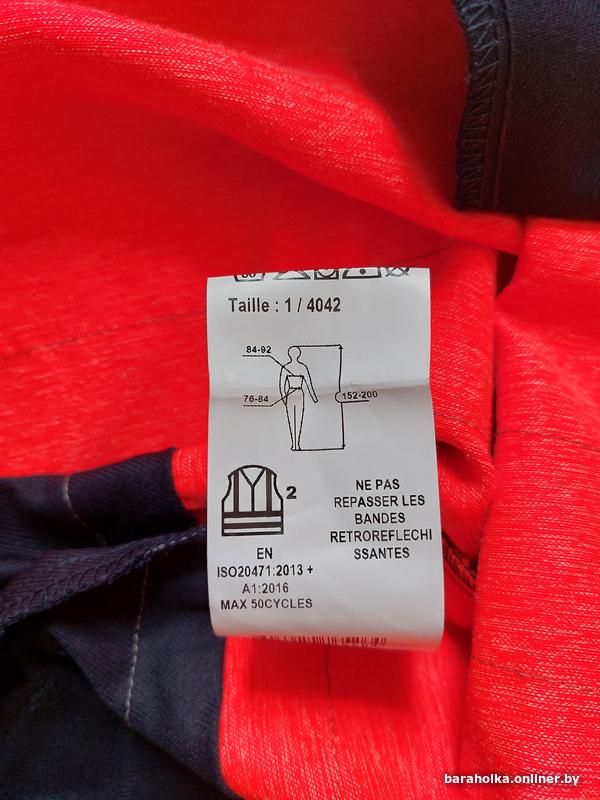 Taille : 1 / 4042
84-92
76-84
152-200
2
NE PAS
REPASSER LES
BANDES
RETROREFLECHI
SSANTES
EN
ISO20471:2013 +
A1:2016
MAX 50CYCLES
baraholka.onliner.by